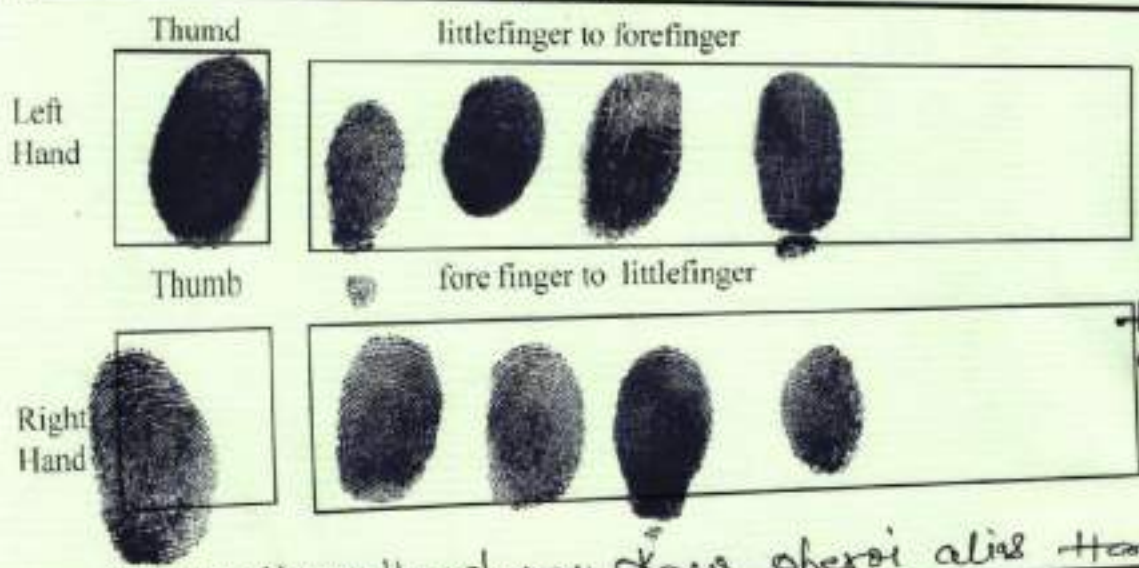 Thumd
littlefinger to forefinger
Left
Hand
Thumb
fore finger to littlefinger
Right
Hand
oberoi alias